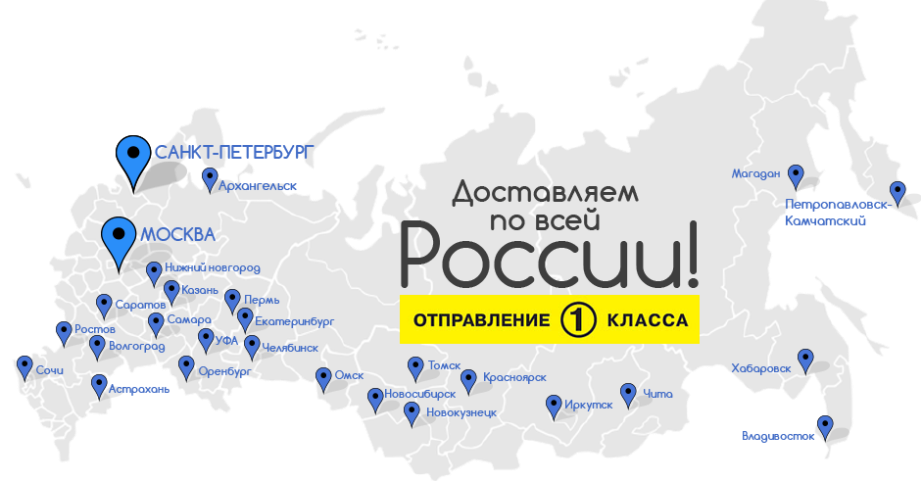 САНКТ-ПЕТЕРБУРГ
Архангельск
Магадан
Петропавловск-
Камчатский
МОСКВА
Доставляем
по всей
России!
Нижний новгород
Казань
Пермь
Саратов
Самара
Екатеринбург
ОТПРАВЛЕНИЕ 1 КЛАССА
Ростов
Волгоград
УФА
Челябинск
Сочи
Оренбург
Астрахань
Омск
Томск
Красноярск
Новосибирск
Новокузнецк
Иркутск
Чита
Хабаровск
Владивосток